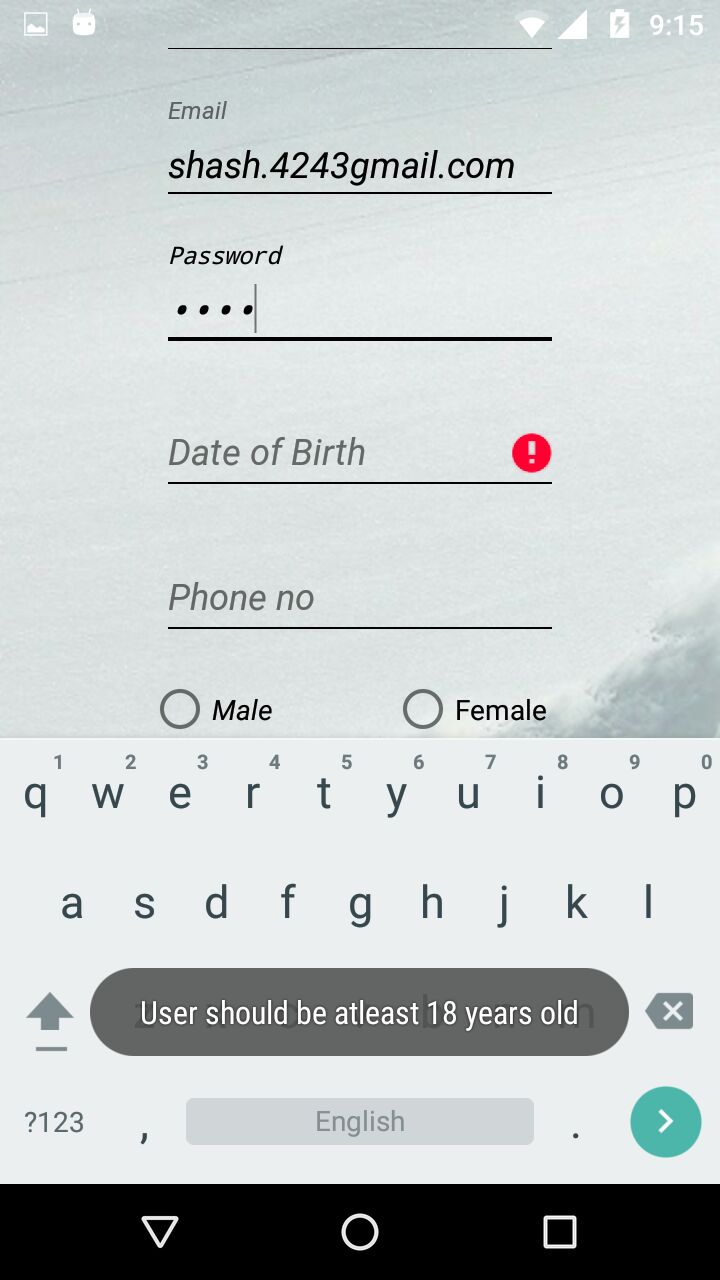 9:15
Email
shash.4243gmail.com
Password
••••
Date of Birth
Phone no
Male Female
1 2 3 4 5 6 7 8 9 0
q w e r t y u i o p
a s d f g h j k l
User should be atleast 18 years old
?123 , English .